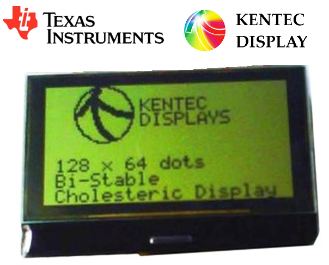 TEXAS INSTRUMENTS
KENTEC DISPLAY
KENTEC
DISPLAYS
128 x 64 dots
Bi-Stable
Cholesteric Display